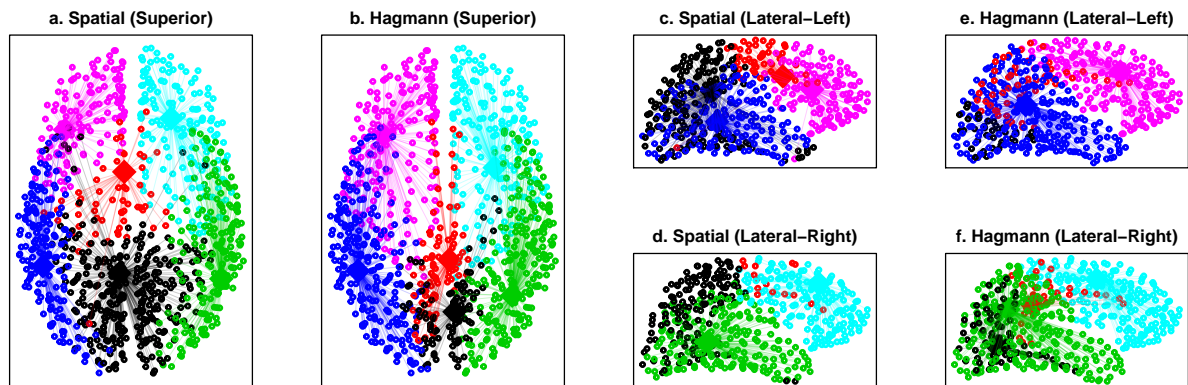 a. Spatial (Superior)
b. Hagmann (Superior)
c. Spatial (Lateral−Left)
e. Hagmann (Lateral−Left)
d. Spatial (Lateral−Right)
f. Hagmann (Lateral−Right)